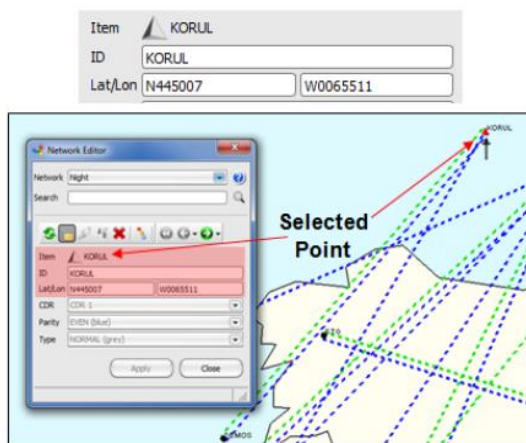 Item KORUL
ID KORUL
Lat/Lon N445007 W0065511
KORUL
Network Editor
Network Night
Search
Selected
Point
Item KORUL
ID KORUL
Lat/Lon N445007 W0065511
CDR CDR 1
Parity EVEN (blue)
Type NORMAL (grey)
Apply Close